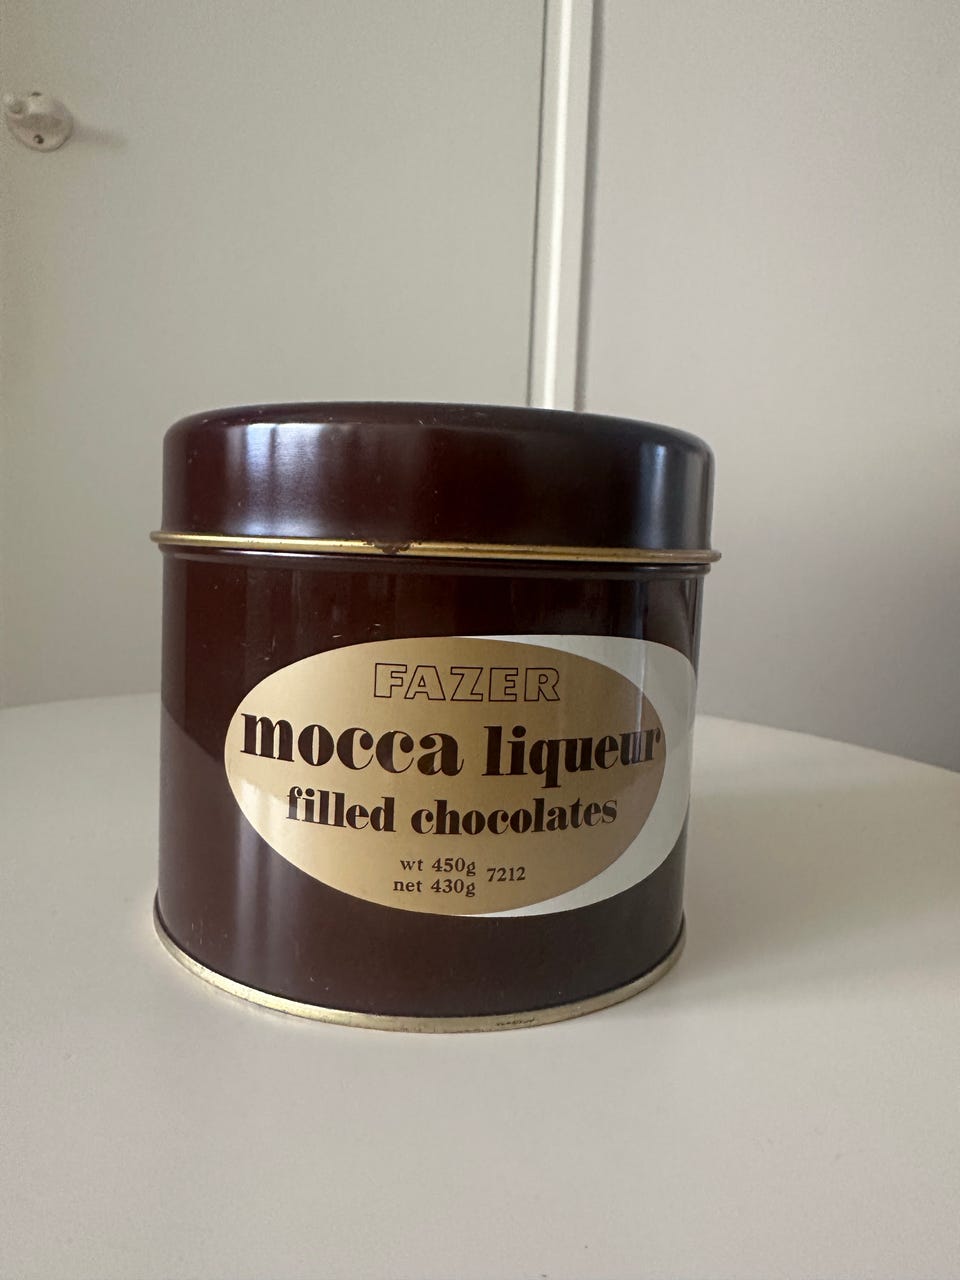 FAZER
mocca liqueur
filled chocolates
wt 450g 7212
net 430g